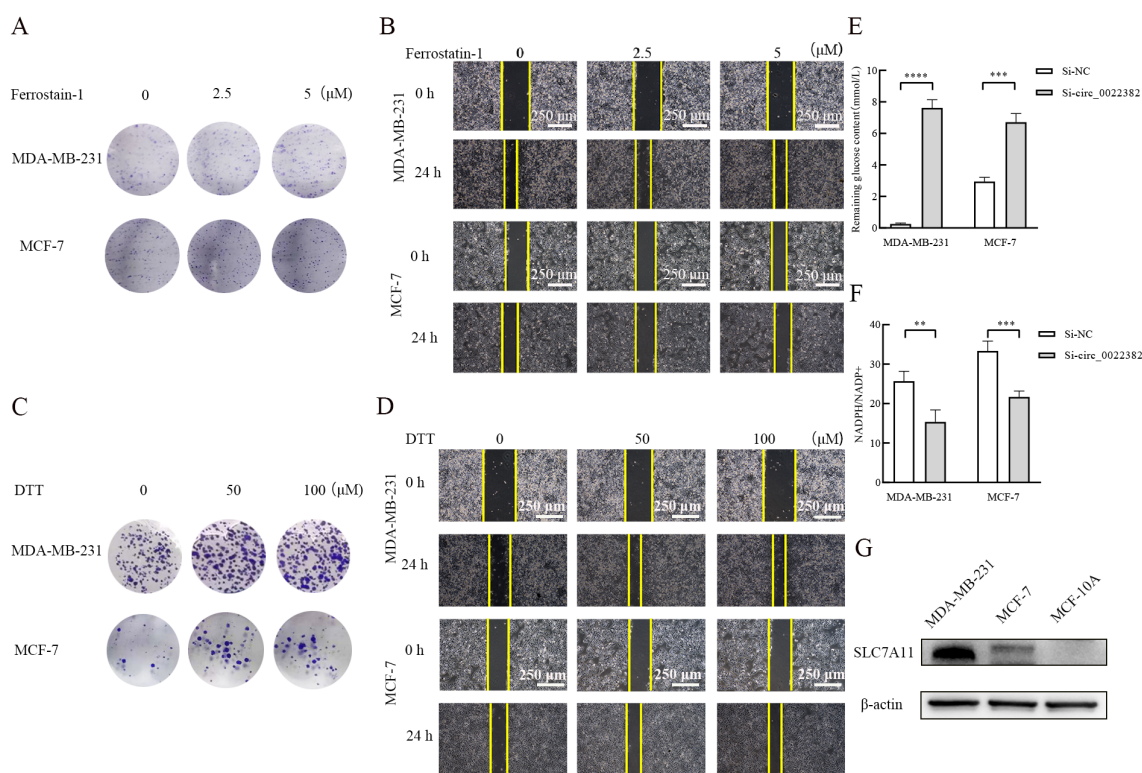 A
Ferrostain-1 0 2.5 5 (μM)
MDA-MB-231
MCF-7
B
Ferrostatin-1 0 2.5 5 (μM)
MDA-MB-231
0 h
250 μm 250 μm 250 μm
24 h
MCF-7
0 h
250 μm 250 μm 250 μm
24 h
C
DTT 0 50 100 (μM)
MDA-MB-231
MCF-7
D
DTT 0 50 100 (μM)
MDA-MB-231
0 h
250 μm 250 μm 250 μm
24 h
MCF-7
0 h
250 μm 250 μm 250 μm
24 h
E
Remaining glucose content(mmol/L)
10
8
6
4
2
0
**** ***
MDA-MB-231 MCF-7
Si-NC
Si-circ_0022382
F
NADPH/NADP+
40
30
20
10
0
** ***
MDA-MB-231 MCF-7
Si-NC
Si-circ_0022382
G
MDA-MB-231 MCF-7 MCF-10A
SLC7A11
β-actin